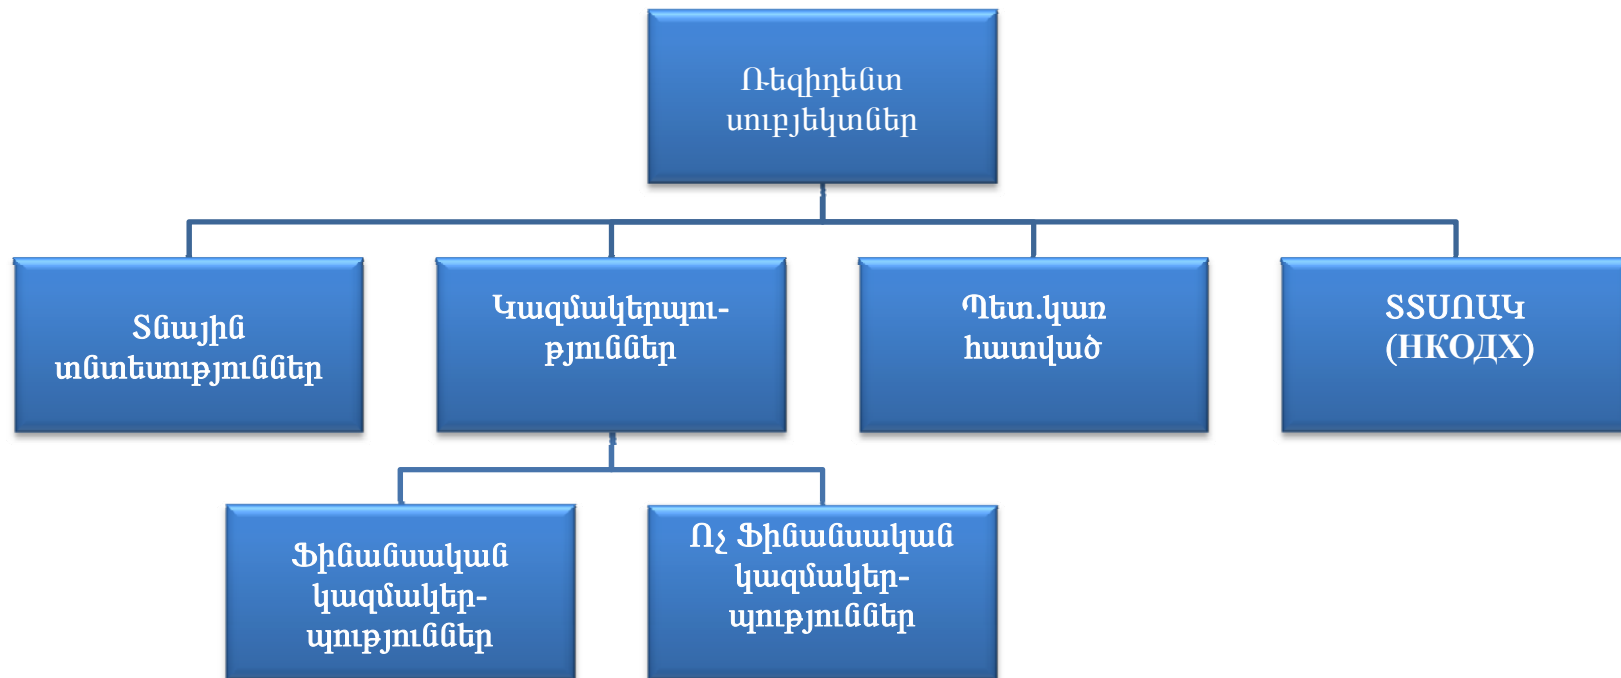 Ռեզիդենտ
սուբյեկտներ
Տնային
տնտեսություններ
Կազմակերպու-
թյուններ
Պետ.կառ
հատված
ՏՏՍՈԱԿ
(НКОДХ)
Ֆինանսական
կազմակեր-
պություններ
Ոչ Ֆինանսական
կազմակեր-
պություններ